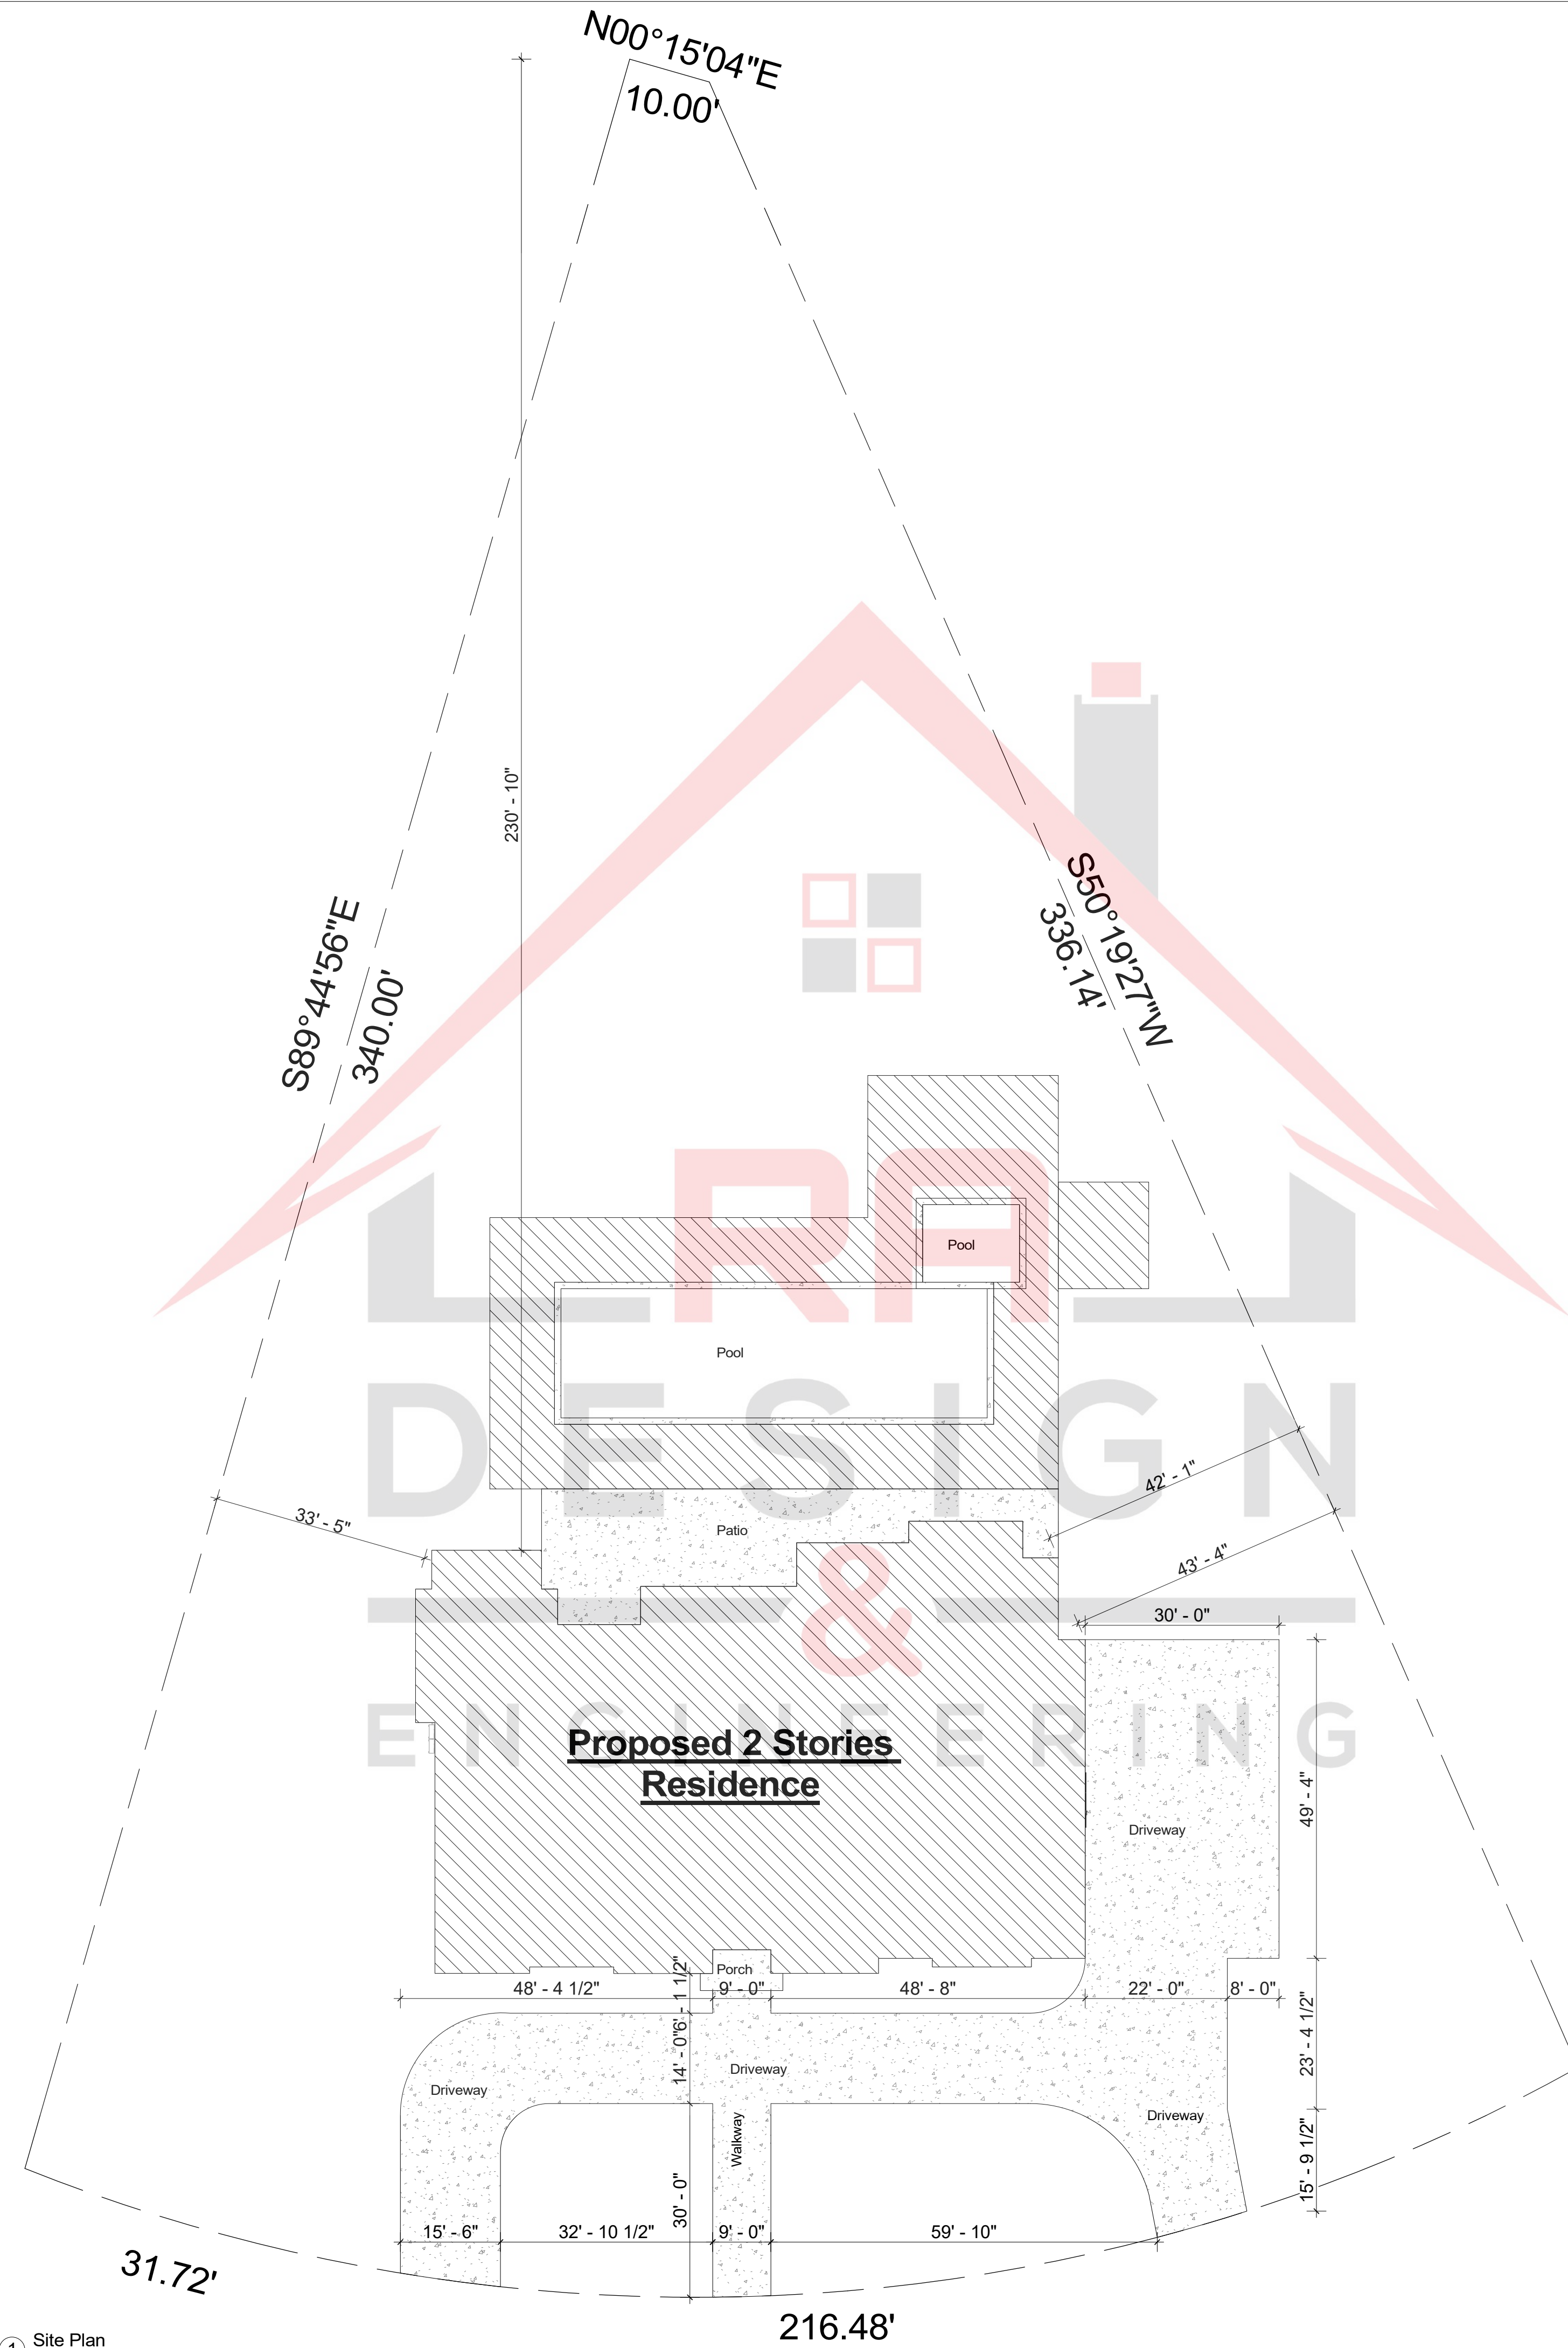 N00°15'04"E
10.00'
230' - 10"
S89°44'56"E
340.00'
S50°19'27"W
336.14'
RA
DESIGN
&
ENGINEERING
Pool
Pool
42' - 1"
33' - 5"
Patio
43' - 4"
30' - 0"
Proposed 2 Stories
Residence
49' - 4"
Driveway
Porch
48' - 4 1/2"
9' - 0"
48' - 8"
22' - 0"
8' - 0"
6' - 1 1/2"
14' - 0"
23' - 4 1/2"
Driveway
Driveway
Driveway
Walkway
15' - 9 1/2"
30' - 0"
15' - 6"
32' - 10 1/2"
9' - 0"
59' - 10"
31.72'
216.48'
1
Site Plan